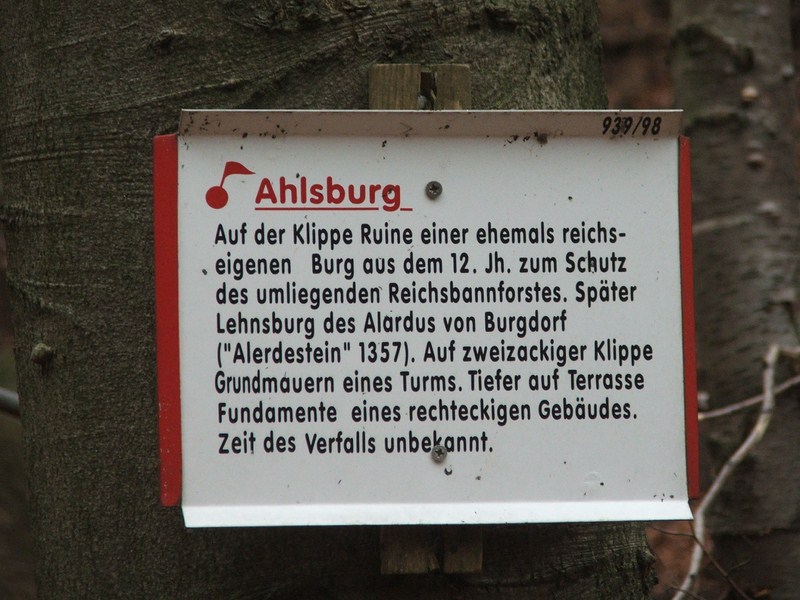 939/98
Ahlsburg
Auf der Klippe Ruine einer ehemals reichs-
eigenen Burg aus dem 12. Jh. zum Schutz
des umliegenden Reichsbannforstes. Später
Lehnsburg des Alardus von Burgdorf
("Alerdestein" 1357). Auf zweizackiger Klippe
Grundmauern eines Turms. Tiefer auf Terrasse
Fundamente eines rechteckigen Gebäudes.
Zeit des Verfalls unbekannt.